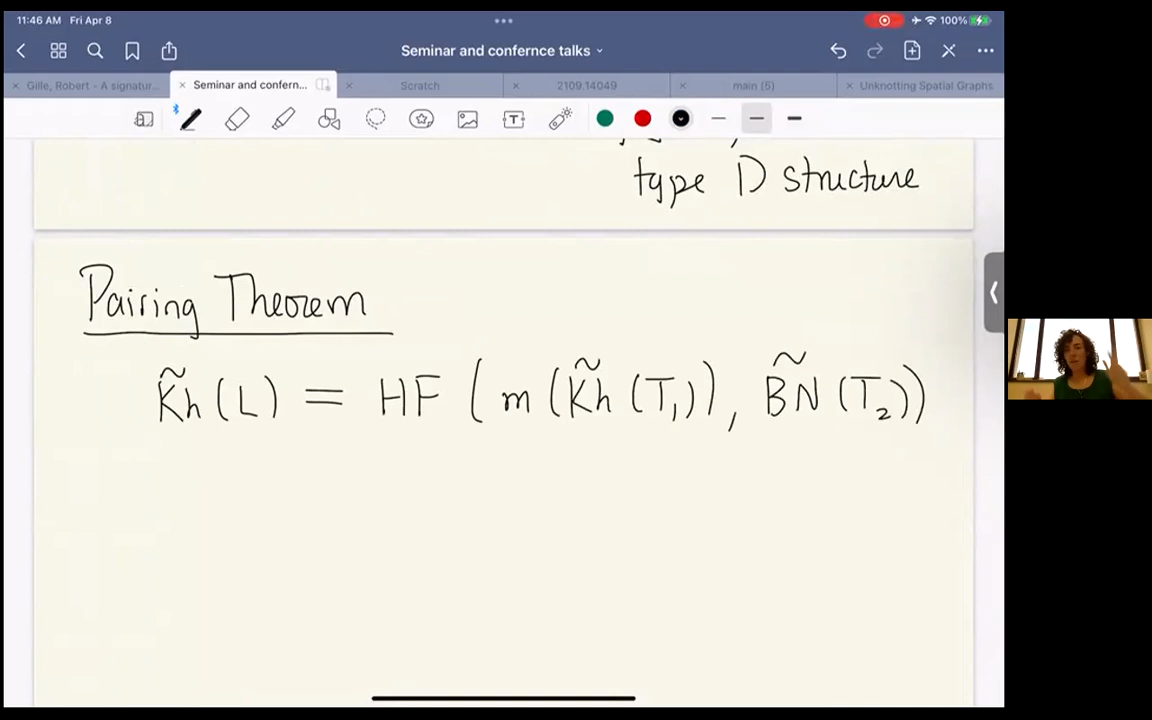 11:46 AM Fri Apr 8
100%
Seminar and confernce talks
Gille, Robert - A signatur...
Seminar and confern...
Scratch
2109.14049
main (5)
Unknotting Spatial Graphs
type D structure
Pairing Theorem
K̃h (L) = HF ( m (K̃h (T₁)) , B̃N (T₂))